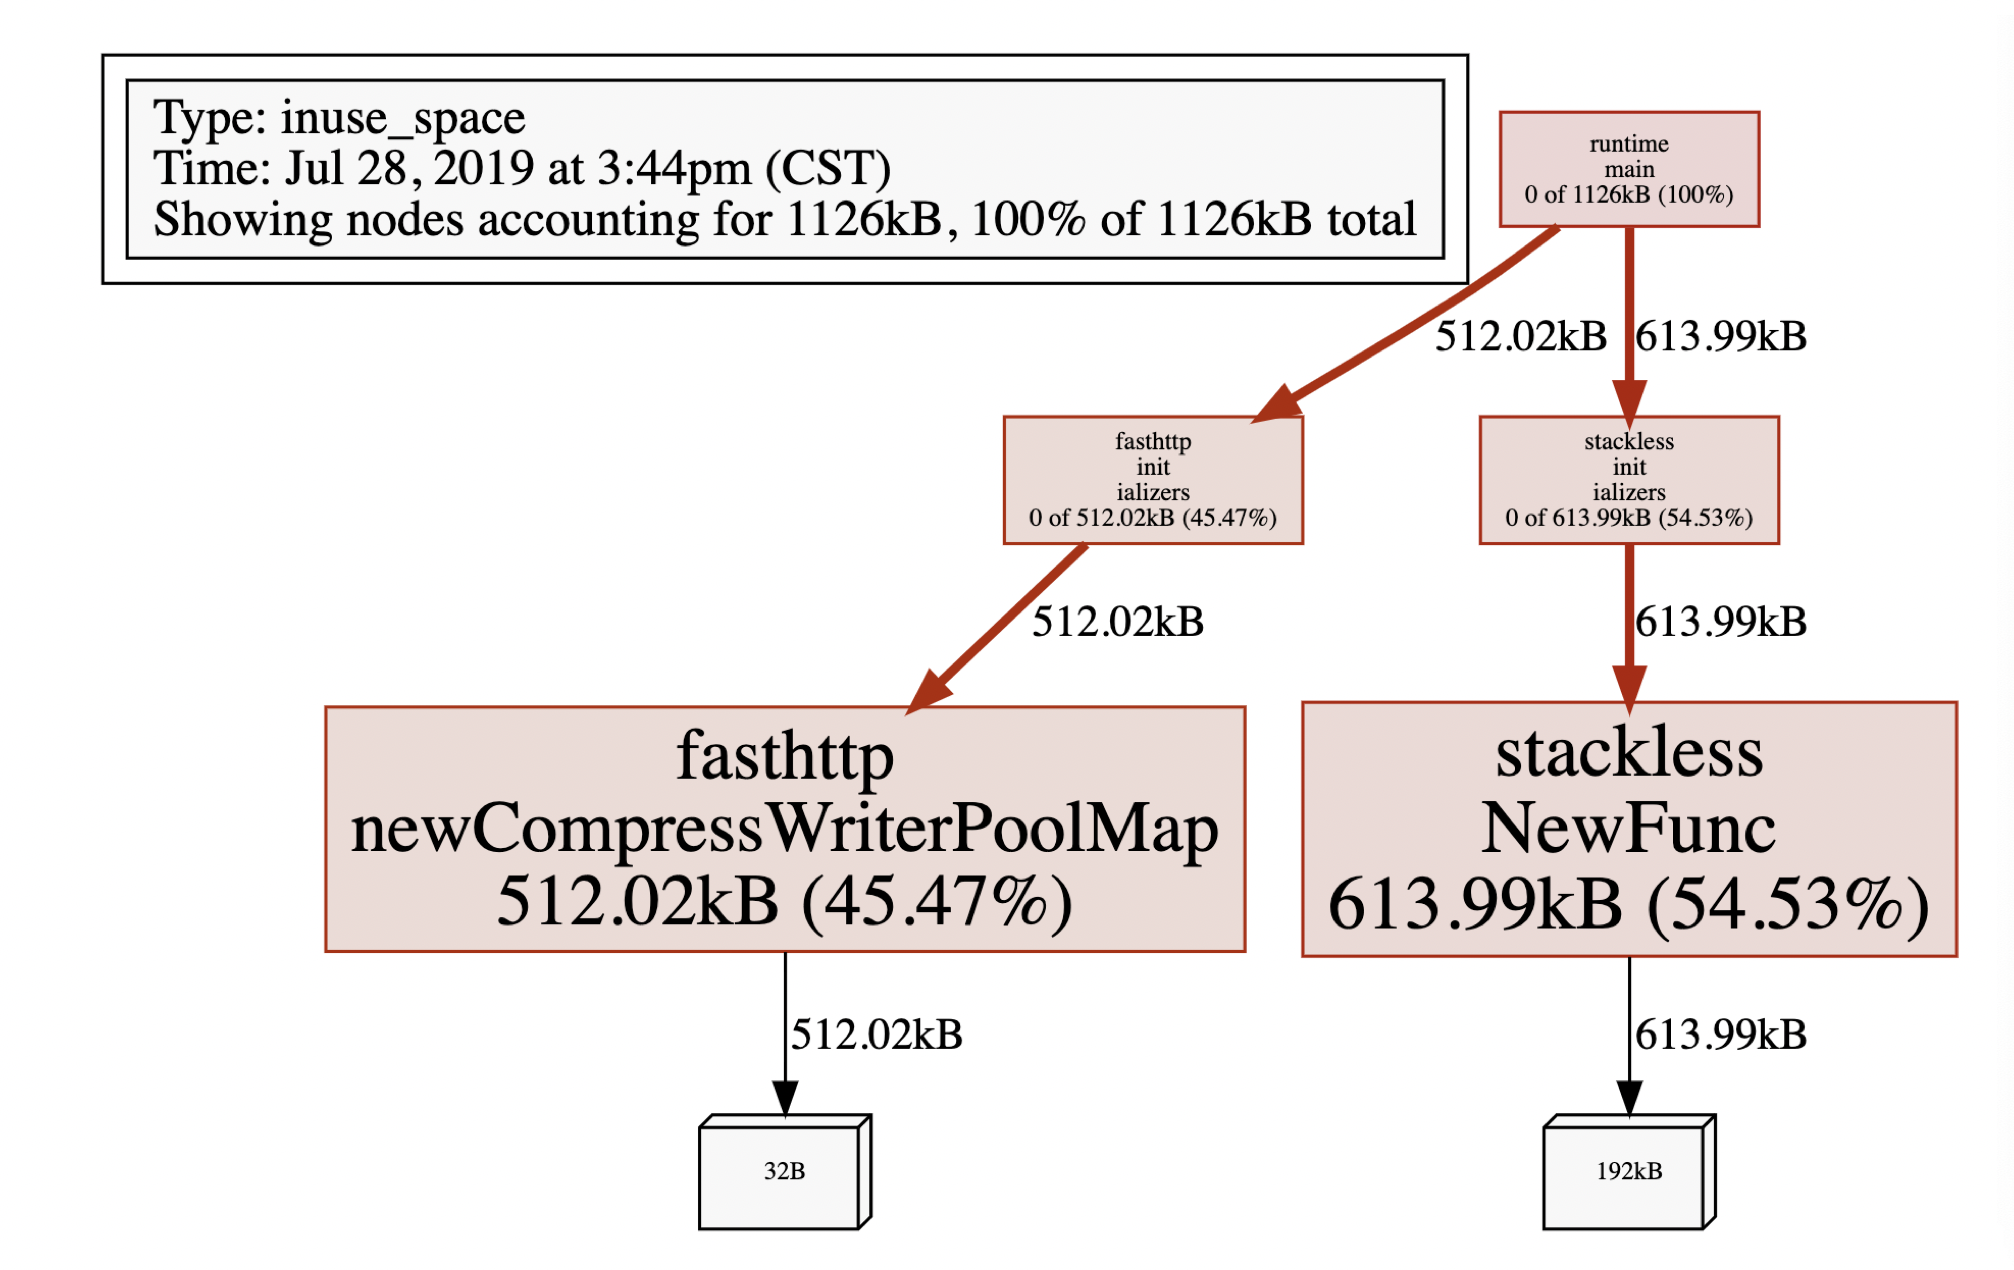 Type: inuse_space
Time: Jul 28, 2019 at 3:44pm (CST)
Showing nodes accounting for 1126kB, 100% of 1126kB total
runtime
main
0 of 1126kB (100%)
512.02kB
613.99kB
fasthttp
init
ializers
0 of 512.02kB (45.47%)
stackless
init
ializers
0 of 613.99kB (54.53%)
512.02kB
613.99kB
fasthttp
newCompressWriterPoolMap
512.02kB (45.47%)
stackless
NewFunc
613.99kB (54.53%)
512.02kB
613.99kB
32B
192kB